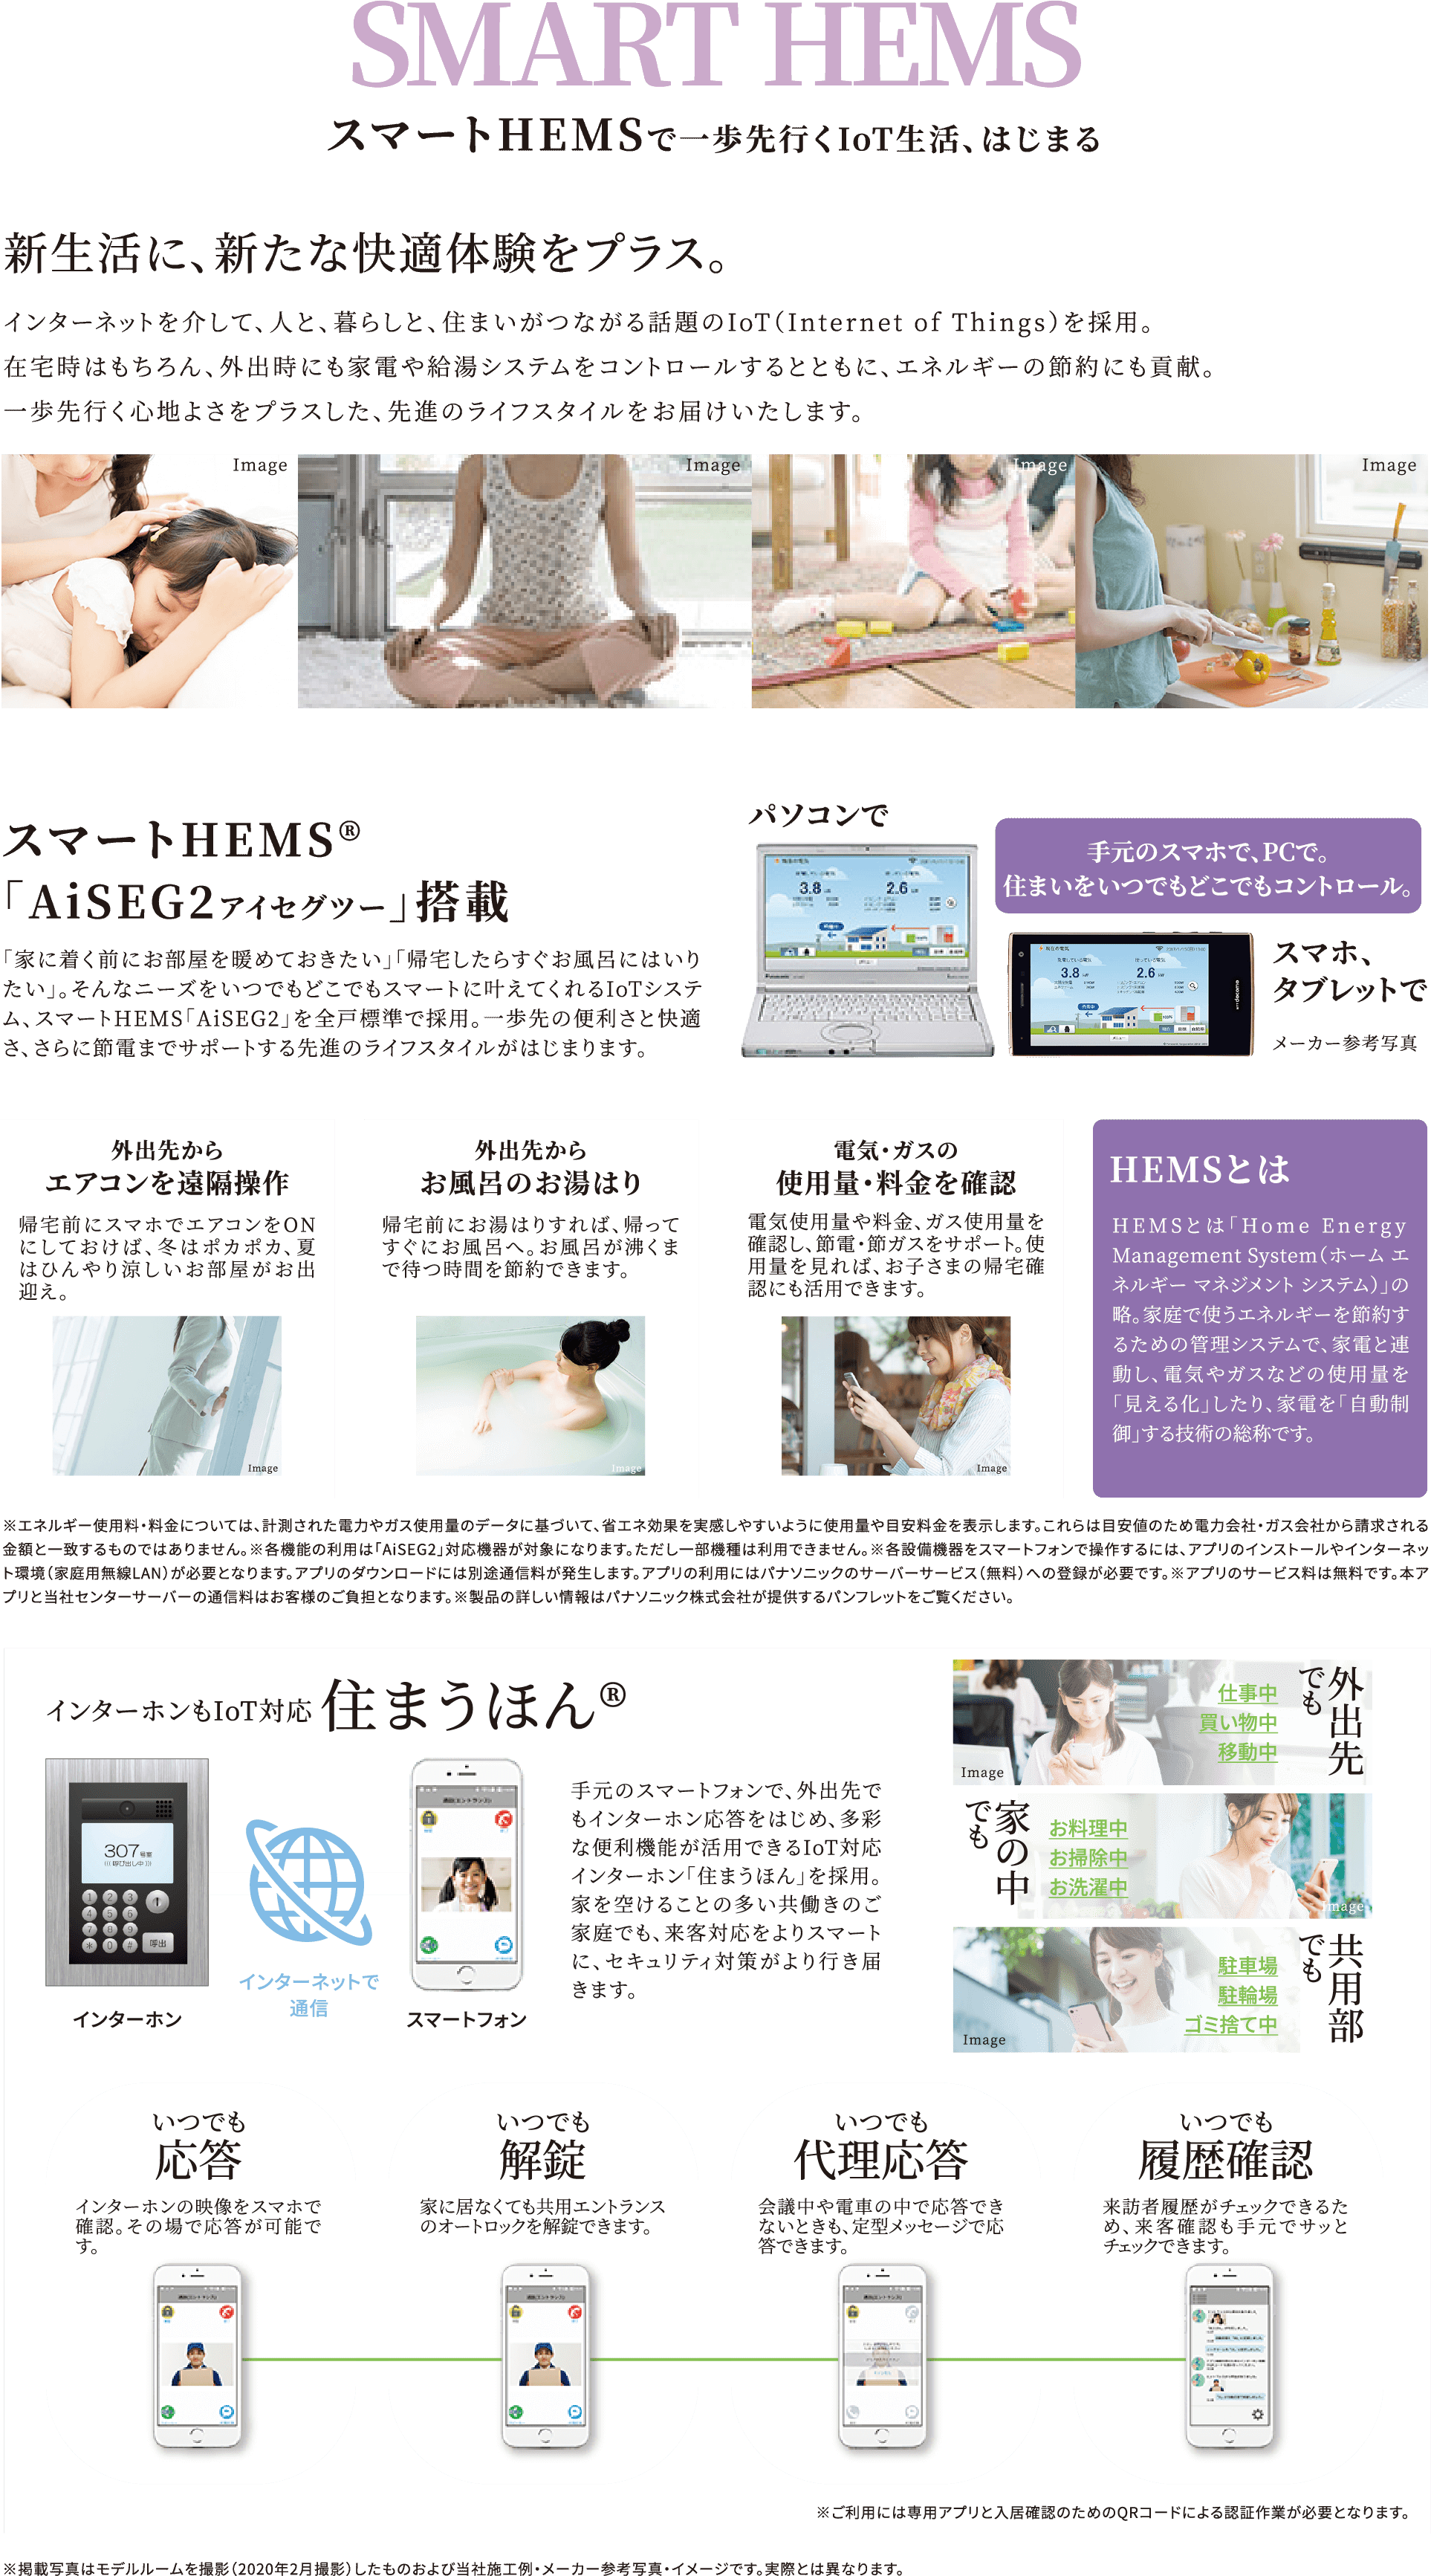 SMART HEMS
スマートHEMSで一歩先行くIoT生活、はじまる
新生活に、新たな快適体験をプラス。
インターネットを介して、人と、暮らしと、住まいがつながる話題のIoT（Internet of Things）を採用。
在宅時はもちろん、外出時にも家電や給湯システムをコントロールするとともに、エネルギーの節約にも貢献。
一歩先行く心地よさをプラスした、先進のライフスタイルをお届けいたします。
Image
Image
Image
Image
スマートHEMS®
「AiSEG2アイセグツー」搭載
「家に着く前にお部屋を暖めておきたい」「帰宅したらすぐお風呂にはいり
たい」。そんなニーズをいつでもどこでもスマートに叶えてくれるIoTシステ
ム、スマートHEMS「AiSEG2」を全戸標準で採用。一歩先の便利さと快適
さ、さらに節電までサポートする先進のライフスタイルがはじまります。
パソコンで
3.8
2.6
手元のスマホで、PCで。
住まいをいつでもどこでもコントロール。
3.8
2.6
docomo
スマホ、
タブレットで
メーカー参考写真
外出先から
エアコンを遠隔操作
帰宅前にスマホでエアコンをON
にしておけば、冬はポカポカ、夏
はひんやり涼しいお部屋がお出
迎え。
Image
外出先から
お風呂のお湯はり
帰宅前にお湯はりすれば、帰って
すぐにお風呂へ。お風呂が沸くま
で待つ時間を節約できます。
Image
電気・ガスの
使用量・料金を確認
電気使用量や料金、ガス使用量を
確認し、節電・節ガスをサポート。使
用量を見れば、お子さまの帰宅確
認にも活用できます。
Image
HEMSとは
HEMSとは「Home Energy
Management System（ホーム エ
ネルギー マネジメント システム）」の
略。家庭で使うエネルギーを節約す
るための管理システムで、家電と連
動し、電気やガスなどの使用量を
「見える化」したり、家電を「自動制
御」する技術の総称です。
※エネルギー使用料・料金については、計測された電力やガス使用量のデータに基づいて、省エネ効果を実感しやすいように使用量や目安料金を表示します。これらは目安値のため電力会社・ガス会社から請求される
金額と一致するものではありません。※各機能の利用は「AiSEG2」対応機器が対象になります。ただし一部機種は利用できません。※各設備機器をスマートフォンで操作するには、アプリのインストールやインターネッ
ト環境（家庭用無線LAN）が必要となります。アプリのダウンロードには別途通信料が発生します。アプリの利用にはパナソニックのサーバーサービス（無料）への登録が必要です。※アプリのサービス料は無料です。本ア
プリと当社センターサーバーの通信料はお客様のご負担となります。※製品の詳しい情報はパナソニック株式会社が提供するパンフレットをご覧ください。
インターホンもIoT対応 住まうほん®
307号室
呼び出し中
1 2 3
4 5 6
7 8 9
* 0 #
呼出
インターホン
インターネットで
通信
スマートフォン
手元のスマートフォンで、外出先で
もインターホン応答をはじめ、多彩
な便利機能が活用できるIoT対応
インターホン「住まうほん」を採用。
家を空けることの多い共働きのご
家庭でも、来客対応をよりスマート
に、セキュリティ対策がより行き届
きます。
外出先
でも
仕事中
買い物中
移動中
Image
家の中
でも
お料理中
お掃除中
お洗濯中
Image
共用部
でも
駐車場
駐輪場
ゴミ捨て中
Image
いつでも
応答
インターホンの映像をスマホで
確認。その場で応答が可能で
す。
いつでも
解錠
家に居なくても共用エントランス
のオートロックを解錠できます。
いつでも
代理応答
会議中や電車の中で応答でき
ないときも、定型メッセージで応
答できます。
いつでも
履歴確認
来訪者履歴がチェックできるた
め、来客確認も手元でサッと
チェックできます。
※ご利用には専用アプリと入居確認のためのQRコードによる認証作業が必要となります。
※掲載写真はモデルルームを撮影（2020年2月撮影）したものおよび当社施工例・メーカー参考写真・イメージです。実際とは異なります。